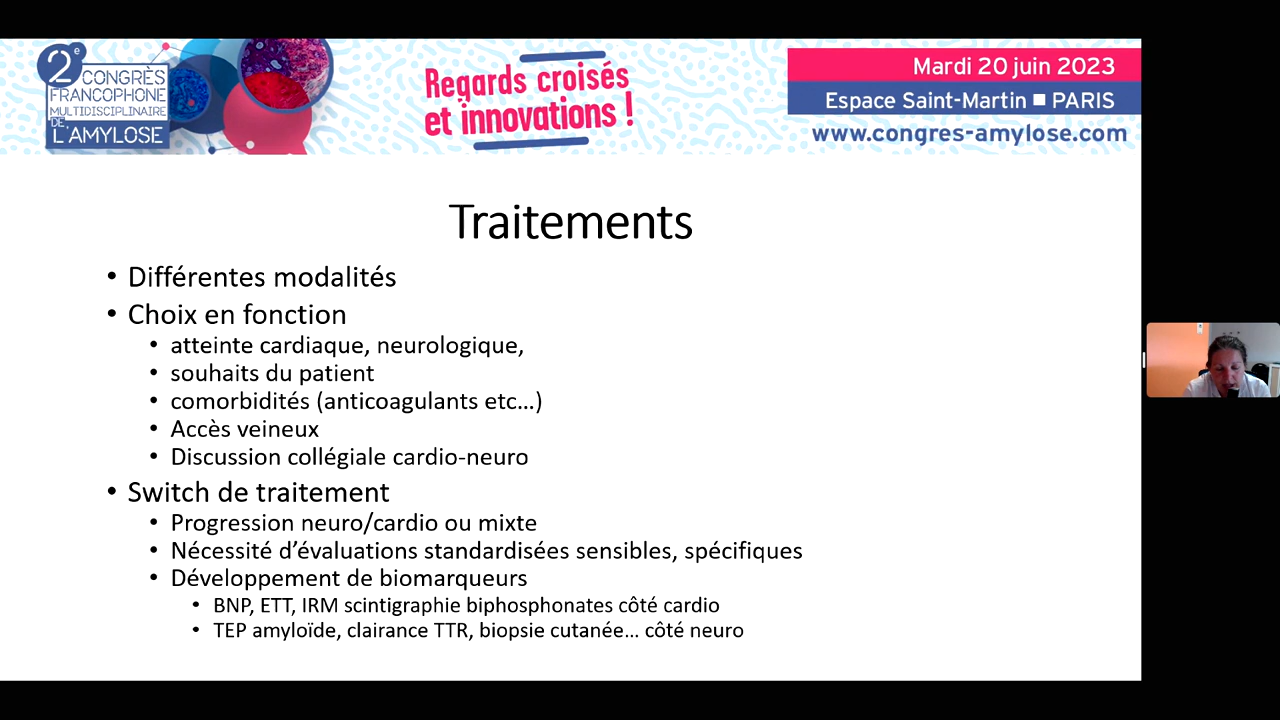 2e CONGRÈS
FRANCOPHONE
MULTIDISCIPLINAIRE
DE
L'AMYLOSE
Regards croisés
et innovations !
Mardi 20 juin 2023
Espace Saint-Martin ■ PARIS
www.congres-amylose.com
Traitements
• Différentes modalités
• Choix en fonction
• atteinte cardiaque, neurologique,
• souhaits du patient
• comorbidités (anticoagulants etc…)
• Accès veineux
• Discussion collégiale cardio-neuro
• Switch de traitement
• Progression neuro/cardio ou mixte
• Nécessité d’évaluations standardisées sensibles, spécifiques
• Développement de biomarqueurs
• BNP, ETT, IRM scintigraphie biphosphonates côté cardio
• TEP amyloïde, clairance TTR, biopsie cutanée… côté neuro